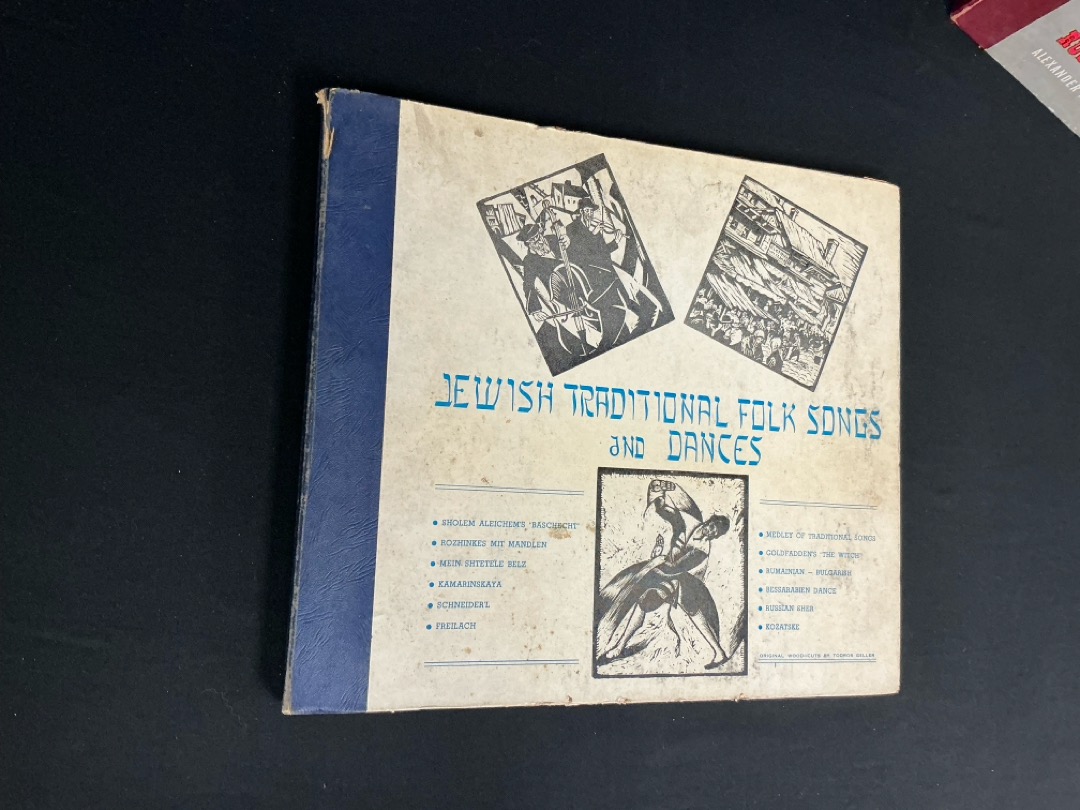 JEWISH TRADITIONAL FOLK SONGS
AND DANCES
• SHOLEM ALEICHEM'S "BASCHECHT"
• ROZHINKES MIT MANDLEN
• MEIN SHTETELE BELZ
• KAMARINSKAYA
• SCHNEIDER'L
• FREILACH
• MEDLEY OF TRADITIONAL SONGS
• GOLDFADDEN'S "THE WITCH"
• RUMAINIAN — BULGARISH
• BESSARABIEN DANCE
• RUSSIAN SHER
• KOZATSKE
ORIGINAL WOODCUTS BY TODROS GELLER
ALEXANDER